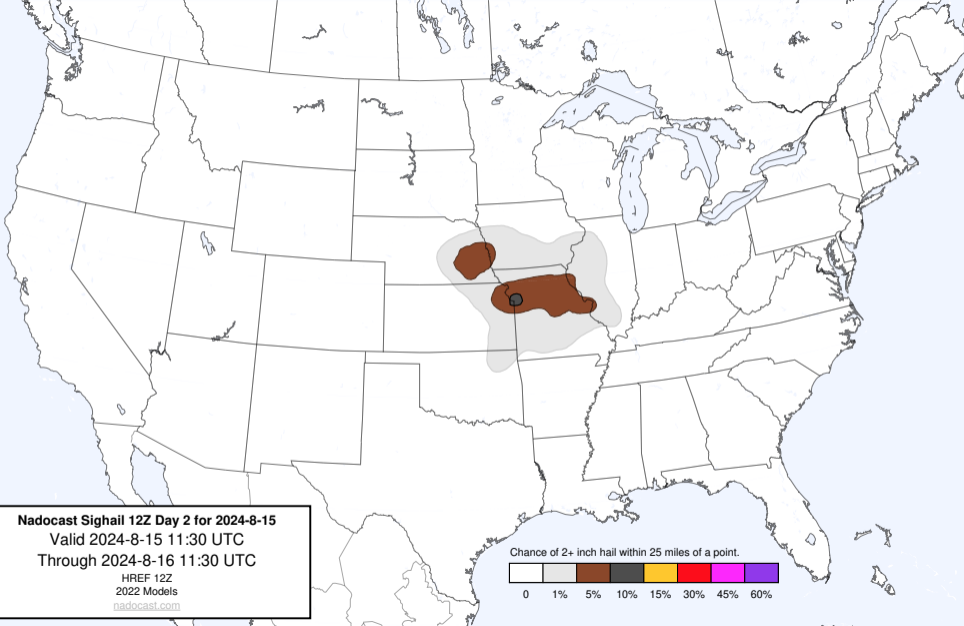 Nadocast Sighail 12Z Day 2 for 2024-8-15
Valid 2024-8-15 11:30 UTC
Through 2024-8-16 11:30 UTC
HREF 12Z
2022 Models
nadocast.com
Chance of 2+ inch hail within 25 miles of a point.
0 1% 5% 10% 15% 30% 45% 60%